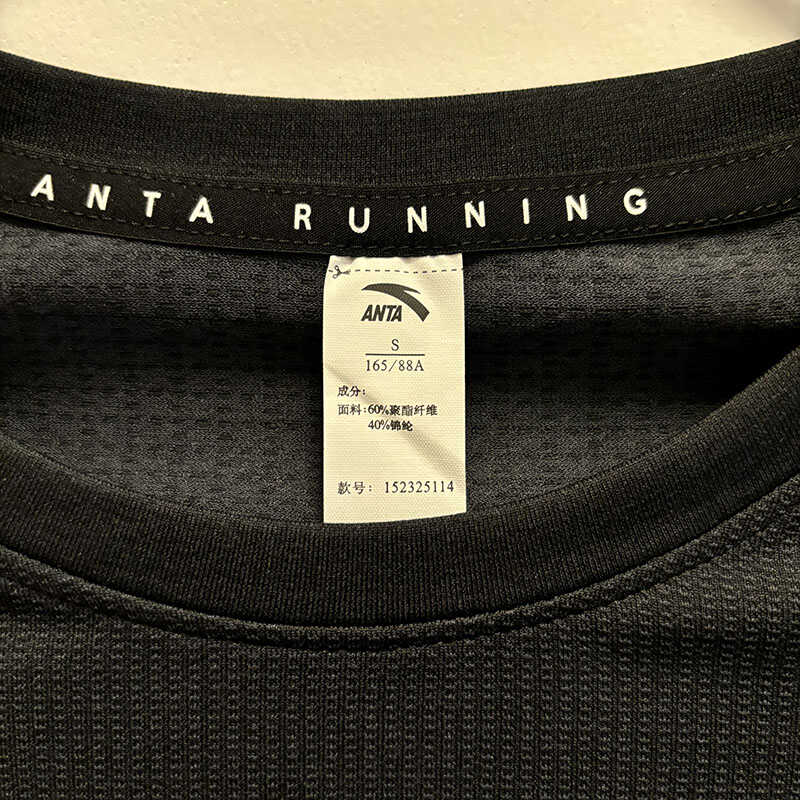 ANTA RUNNING
ANTA
S
165/88A
成分:
面料:60%聚酯纤维
40%锦纶
款号: 152325114